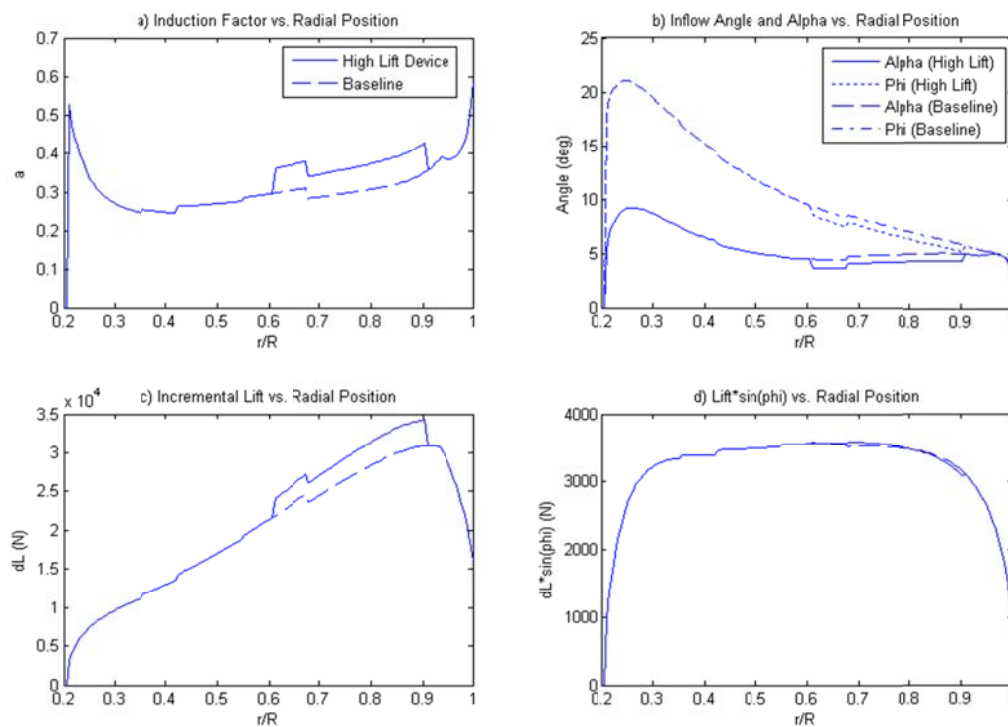 a) Induction Factor vs. Radial Position
0.7
0.6
0.5
0.4
0.3
0.2
0.1
0
a
High Lift Device
Baseline
0.2 0.3 0.4 0.5 0.6 0.7 0.8 0.9 1
r/R
b) Inflow Angle and Alpha vs. Radial Position
25
20
15
10
5
0
Angle (deg)
Alpha (High Lift)
Phi (High Lift)
Alpha (Baseline)
Phi (Baseline)
0.2 0.3 0.4 0.5 0.6 0.7 0.8 0.9
r/R
c) Incremental Lift vs. Radial Position
x 10^4
3.5
3
2.5
2
1.5
1
0.5
0
dL (N)
0.2 0.3 0.4 0.5 0.6 0.7 0.8 0.9 1
r/R
d) Lift*sin(phi) vs. Radial Position
4000
3000
2000
1000
0
dL*sin(phi) (N)
0.2 0.3 0.4 0.5 0.6 0.7 0.8 0.9
r/R